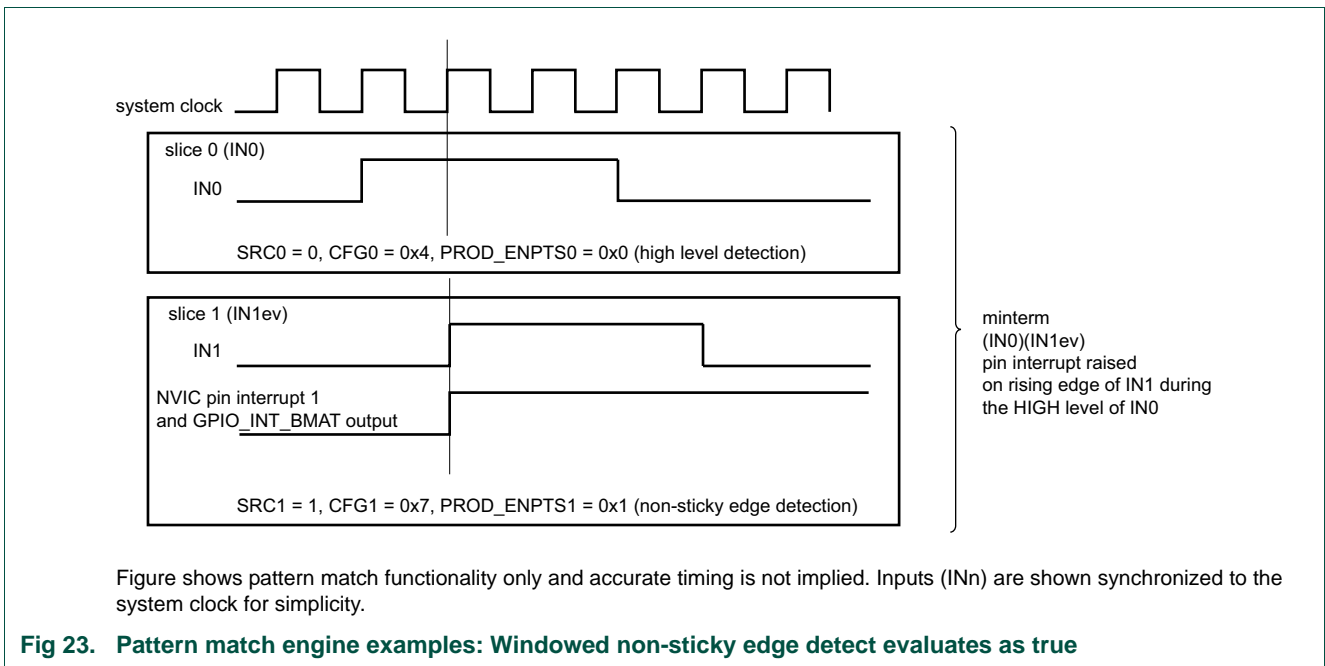 system clock
slice 0 (IN0)
IN0
SRC0 = 0, CFG0 = 0x4, PROD_ENPTS0 = 0x0 (high level detection)
slice 1 (IN1ev)
IN1
NVIC pin interrupt 1
and GPIO_INT_BMAT output
SRC1 = 1, CFG1 = 0x7, PROD_ENPTS1 = 0x1 (non-sticky edge detection)
minterm
(IN0)(IN1ev)
pin interrupt raised
on rising edge of IN1 during
the HIGH level of IN0
Figure shows pattern match functionality only and accurate timing is not implied. Inputs (INn) are shown synchronized to the
system clock for simplicity.
Fig 23. Pattern match engine examples: Windowed non-sticky edge detect evaluates as true